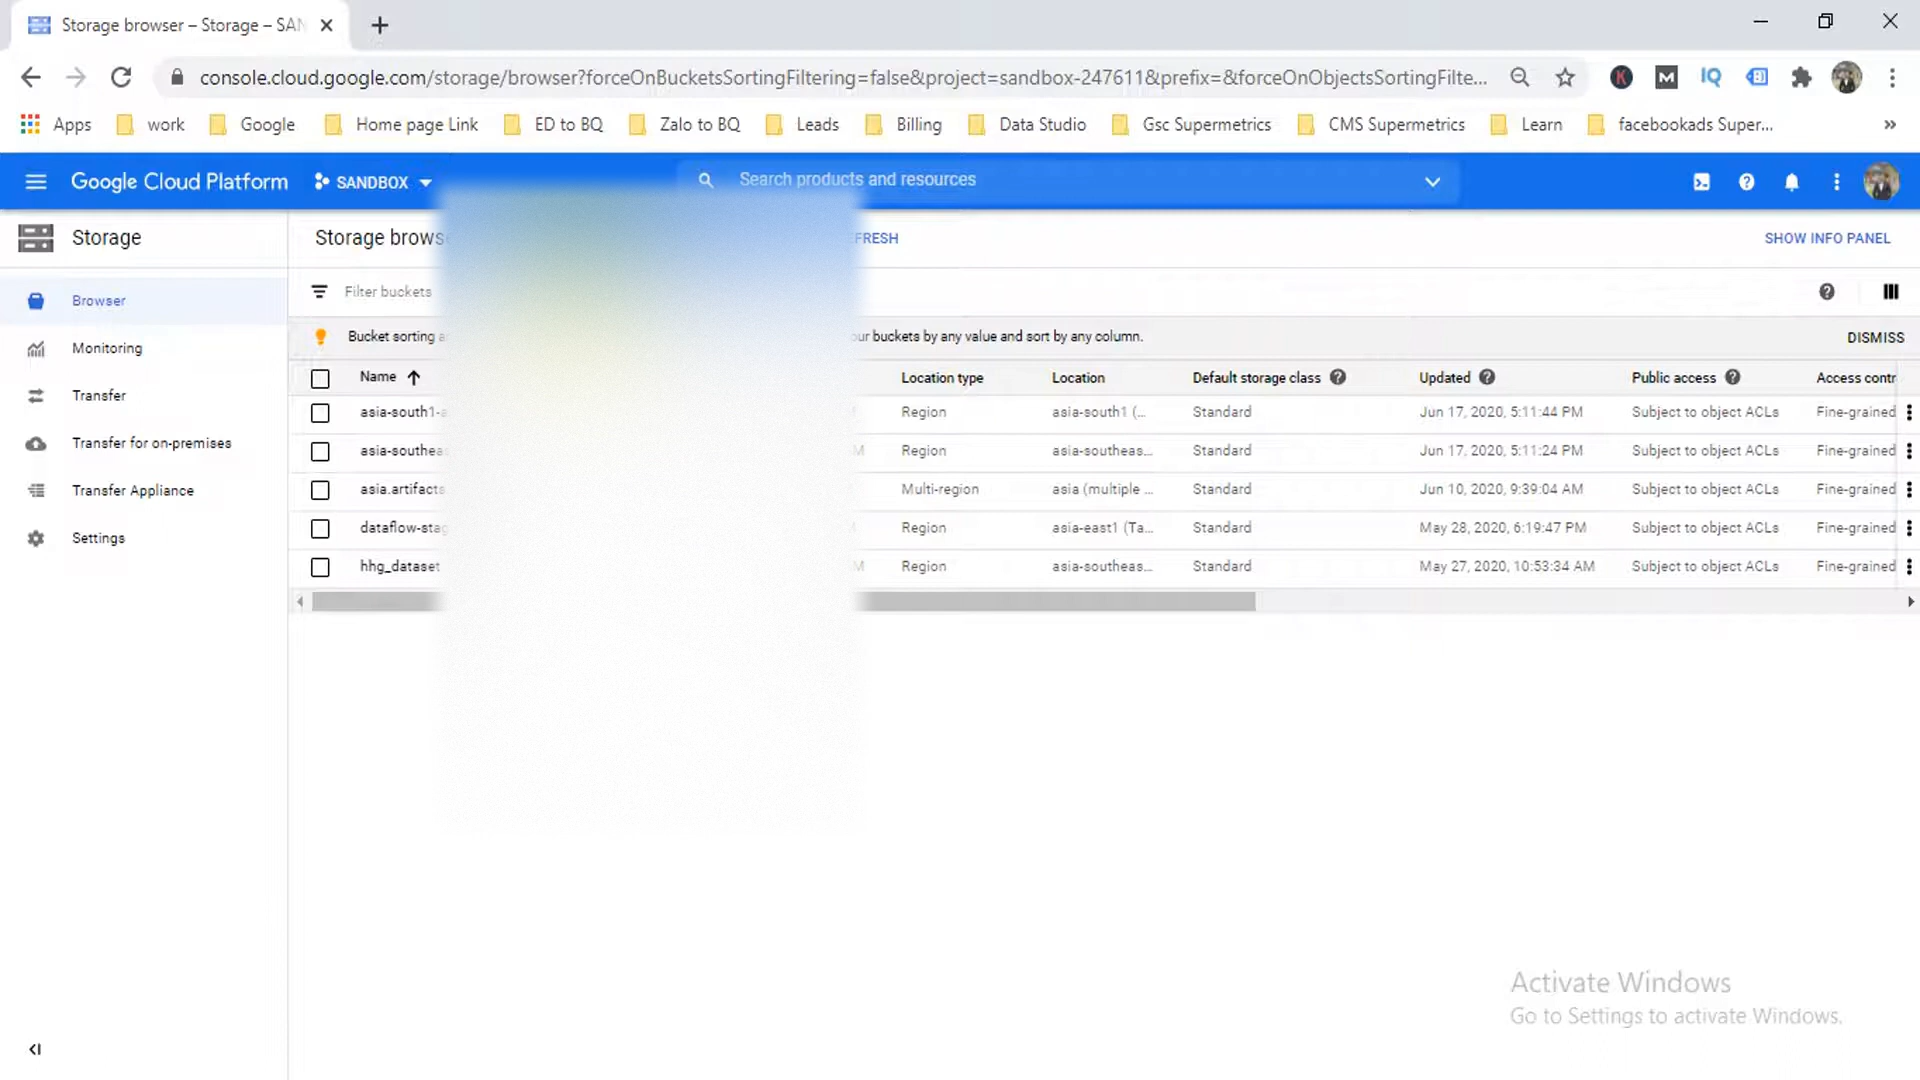 Storage browser – Storage – SAN
console.cloud.google.com/storage/browser?forceOnBucketsSortingFiltering=false&project=sandbox-247611&prefix=&forceOnObjectsSortingFilte...
Apps work Google Home page Link ED to BQ Zalo to BQ Leads Billing Data Studio Gsc Supermetrics CMS Supermetrics Learn facebookads Super... »
Google Cloud Platform SANDBOX Search products and resources
Storage Storage brows EFRESH SHOW INFO PANEL
Browser
Filter buckets
Monitoring
Bucket sorting a our buckets by any value and sort by any column. DISMISS
Name Location type Location Default storage class Updated Public access Access contr
Transfer
asia-south1- Region asia-south1 (... Standard Jun 17, 2020, 5:11:44 PM Subject to object ACLs Fine-grained
Transfer for on-premises
asia-southea M Region asia-southeas... Standard Jun 17, 2020, 5:11:24 PM Subject to object ACLs Fine-grained
Transfer Appliance
asia.artifacts Multi-region asia (multiple ... Standard Jun 10, 2020, 9:39:04 AM Subject to object ACLs Fine-grained
dataflow-stag Region asia-east1 (Ta... Standard May 28, 2020, 6:19:47 PM Subject to object ACLs Fine-grained
Settings
hhg_dataset M Region asia-southeas... Standard May 27, 2020, 10:53:34 AM Subject to object ACLs Fine-grained
Activate Windows
Go to Settings to activate Windows.